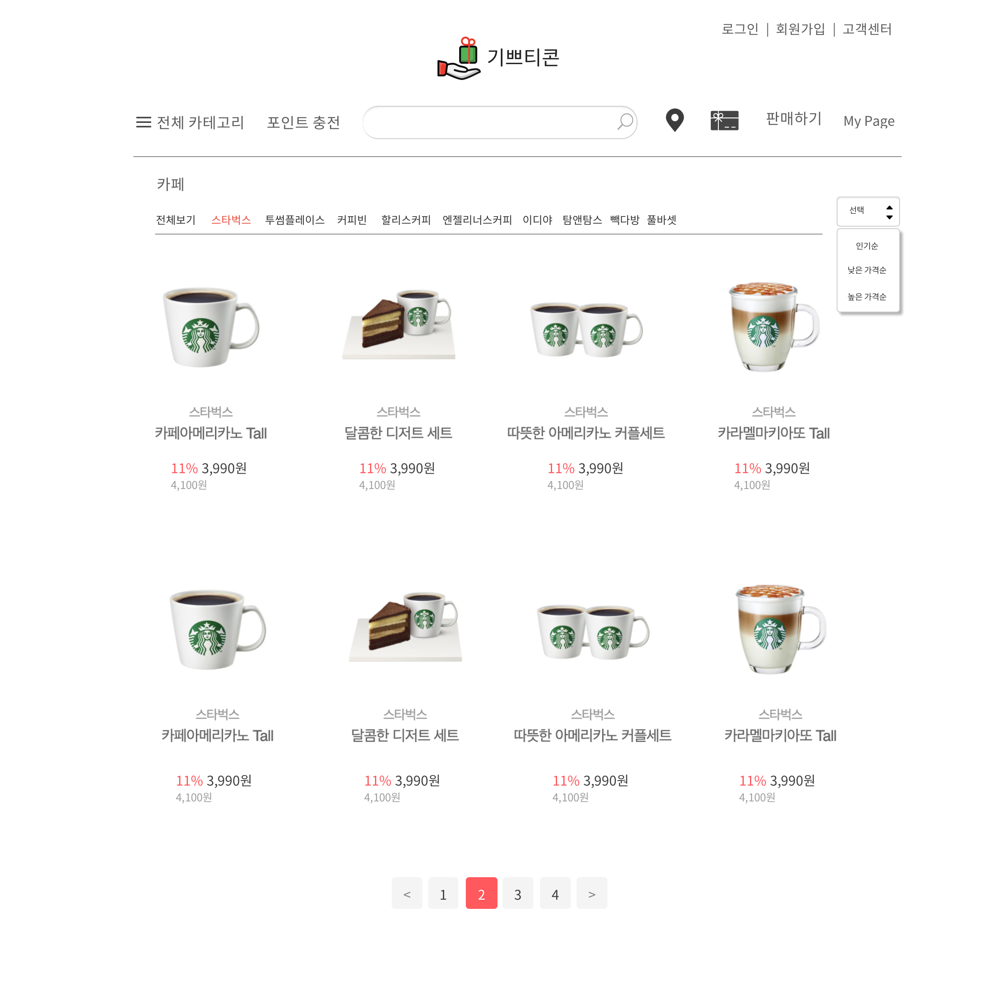 로그인 | 회원가입 | 고객센터
기쁘티콘
전체 카테고리 포인트 충전 판매하기 My Page
카페
전체보기 스타벅스 투썸플레이스 커피빈 할리스커피 엔젤리너스커피 이디야 탐앤탐스 빽다방 풀바셋
선택
인기순
낮은 가격순
높은 가격순
스타벅스 스타벅스 스타벅스 스타벅스
카페아메리카노 Tall 달콤한 디저트 세트 따뜻한 아메리카노 커플세트 카라멜마키아또 Tall
11% 3,990원 11% 3,990원 11% 3,990원 11% 3,990원
4,100원 4,100원 4,100원 4,100원
스타벅스 스타벅스 스타벅스 스타벅스
카페아메리카노 Tall 달콤한 디저트 세트 따뜻한 아메리카노 커플세트 카라멜마키아또 Tall
11% 3,990원 11% 3,990원 11% 3,990원 11% 3,990원
4,100원 4,100원 4,100원 4,100원
< 1 2 3 4 >